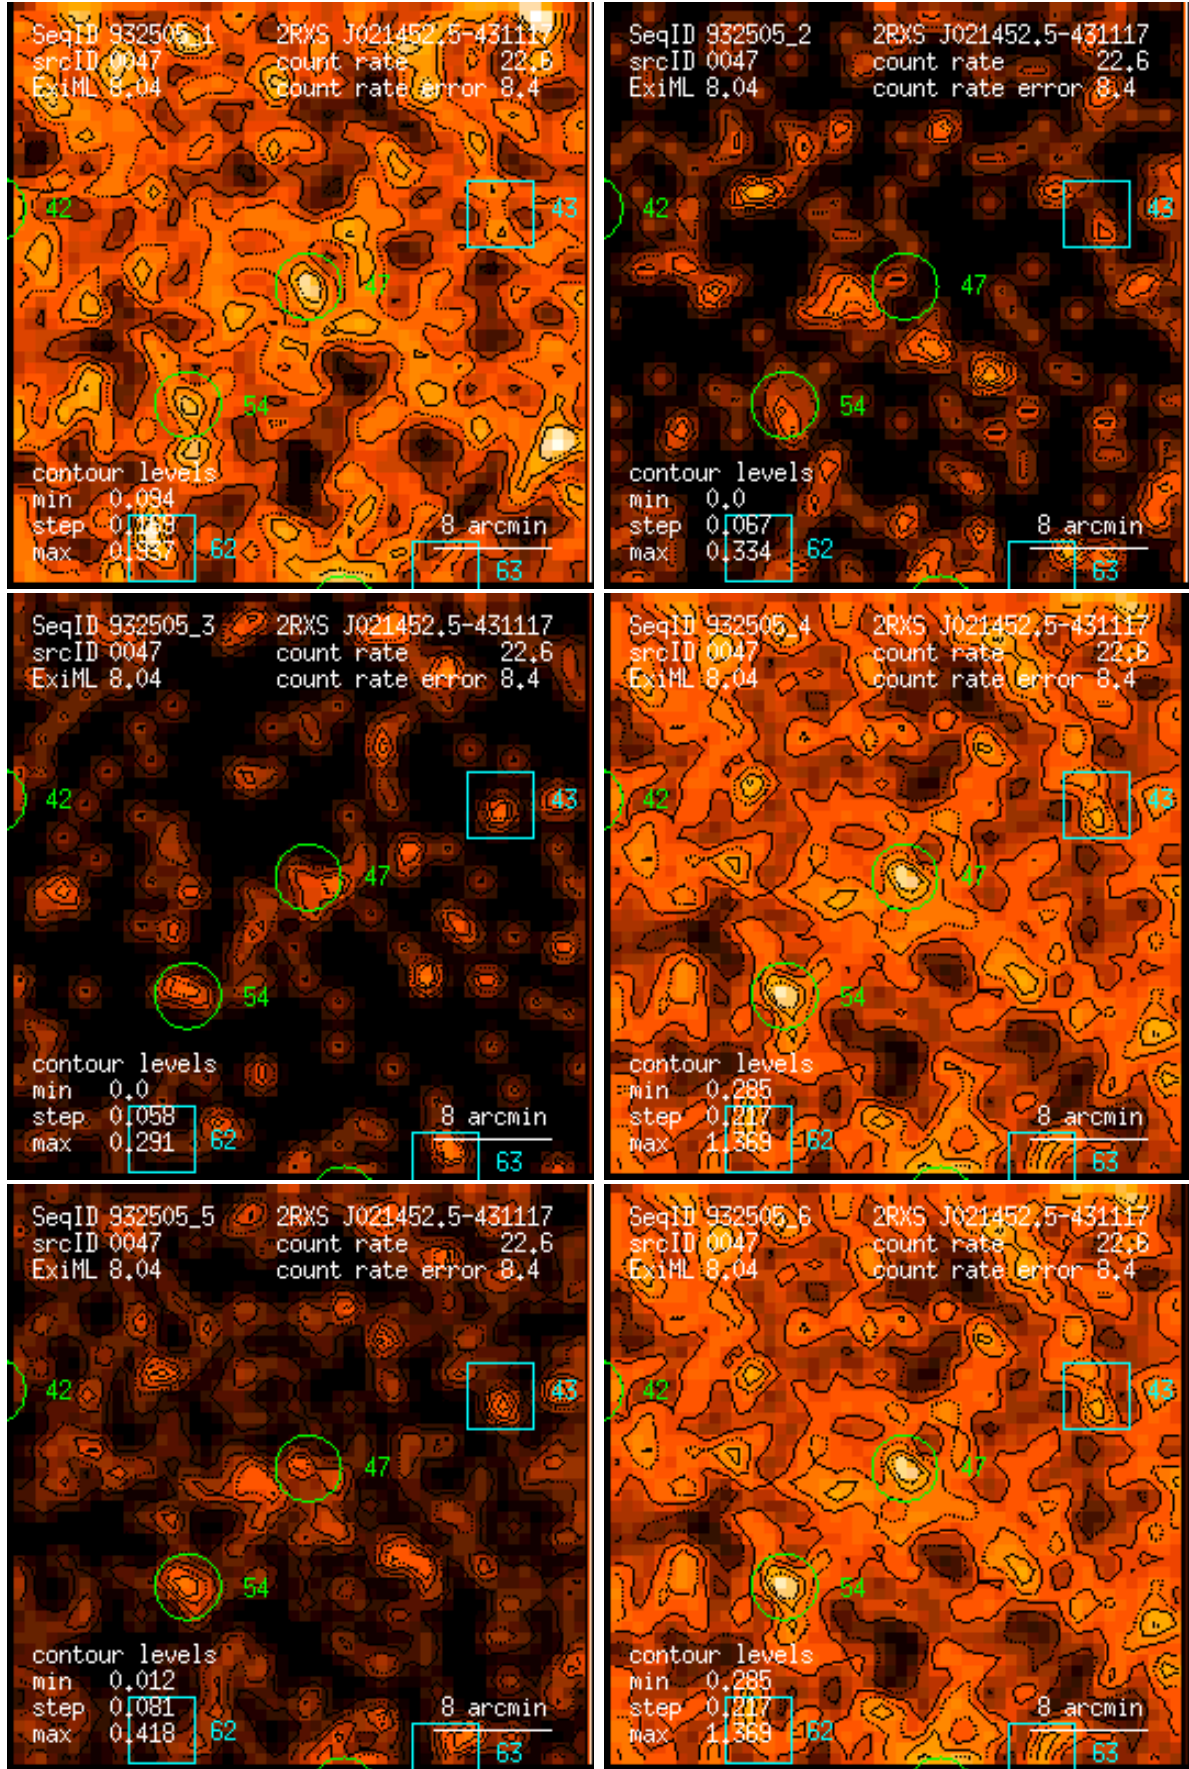 SeqID 932505_1 2RXS J021452.5-431117
srcID 0047 count rate 22.6
ExiML 8.04 count rate error 8.4
42
43
47
54
contour levels
min 0.094
step 0.169
max 0.937
8 arcmin
62
63
SeqID 932505_2 2RXS J021452.5-431117
srcID 0047 count rate 22.6
ExiML 8.04 count rate error 8.4
42
43
47
54
contour levels
min 0.0
step 0.067
max 0.334
8 arcmin
62
63
SeqID 932505_3 2RXS J021452.5-431117
srcID 0047 count rate 22.6
ExiML 8.04 count rate error 8.4
42
43
47
54
contour levels
min 0.0
step 0.058
max 0.291
8 arcmin
62
63
SeqID 932505_4 2RXS J021452.5-431117
srcID 0047 count rate 22.6
ExiML 8.04 count rate error 8.4
42
43
47
54
contour levels
min 0.285
step 0.217
max 1.369
8 arcmin
62
63
SeqID 932505_5 2RXS J021452.5-431117
srcID 0047 count rate 22.6
ExiML 8.04 count rate error 8.4
42
43
47
54
contour levels
min 0.012
step 0.081
max 0.418
8 arcmin
62
63
SeqID 932505_6 2RXS J021452.5-431117
srcID 0047 count rate 22.6
ExiML 8.04 count rate error 8.4
42
43
47
54
contour levels
min 0.285
step 0.217
max 1.369
8 arcmin
62
63